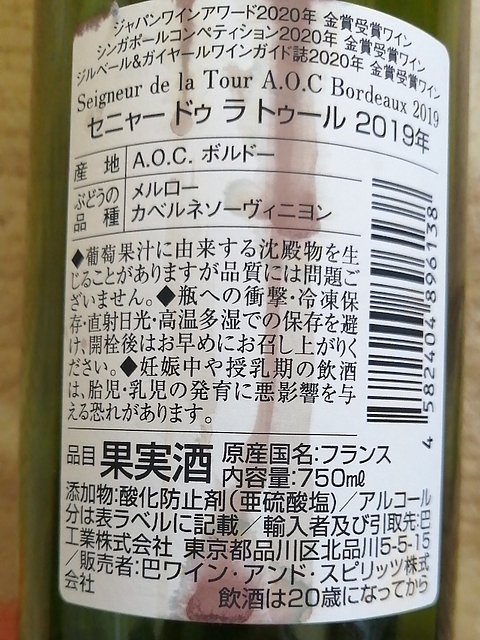 ジャパンワインアワード2020年 金賞受賞ワイン
シンガポールコンペティション2020年 金賞受賞ワイン
ジルベール&ガイヤールワインガイド誌2020年 金賞受賞ワイン
Seigneur de la Tour A.O.C Bordeaux 2019
セニャー ドゥ ラ トゥール 2019年
産地 A.O.C. ボルドー
ぶどうの品種 メルロー
カベルネソーヴィニヨン
◆葡萄果汁に由来する沈殿物を生
じることがありますが品質には問題ご
ざいません。◆瓶への衝撃・冷凍保
存・直射日光・高温多湿での保存を避
け、開栓後はお早めにお召し上がりく
ださい。◆妊娠中や授乳期の飲酒
は、胎児・乳児の発育に悪影響を与
える恐れがあります。
4 582404 896138
品目 果実酒 原産国名:フランス
内容量:750㎖
添加物:酸化防止剤(亜硫酸塩)/アルコール
分は表ラベルに記載/輸入者及び引取先:巴
工業株式会社 東京都品川区北品川5-5-15
/販売者:巴ワイン・アンド・スピリッツ株式
会社 飲酒は20歳になってから